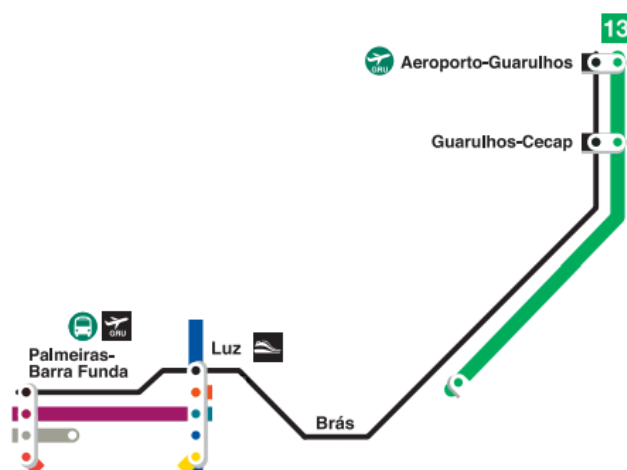 13
GRU
Aeroporto-Guarulhos
Guarulhos-Cecap
GRU
Luz
Palmeiras-
Barra Funda
Brás